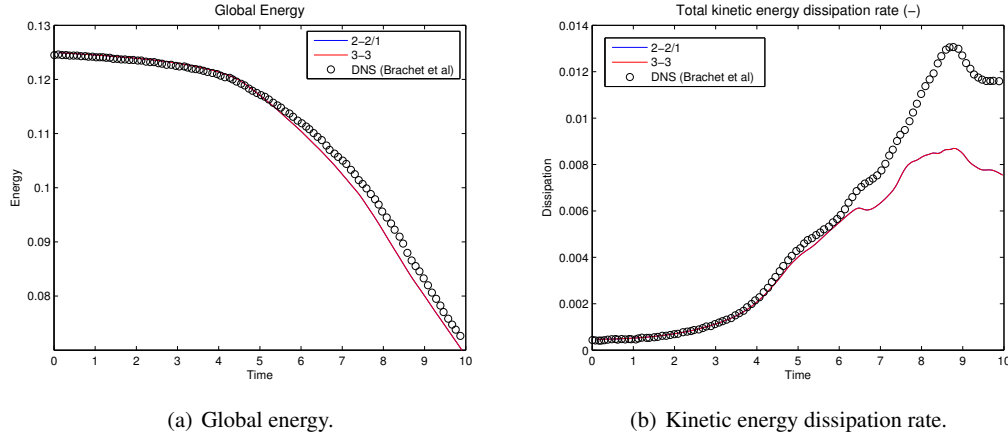 Global Energy
0.13
0.12
0.11
0.1
0.09
0.08
0 1 2 3 4 5 6 7 8 9 10
Time
Energy
2−2/1
3−3
DNS (Brachet et al)
(a) Global energy.
Total kinetic energy dissipation rate (−)
0.014
0.012
0.01
0.008
0.006
0.004
0.002
0
0 1 2 3 4 5 6 7 8 9 10
Time
Dissipation
2−2/1
3−3
DNS (Brachet et al)
(b) Kinetic energy dissipation rate.